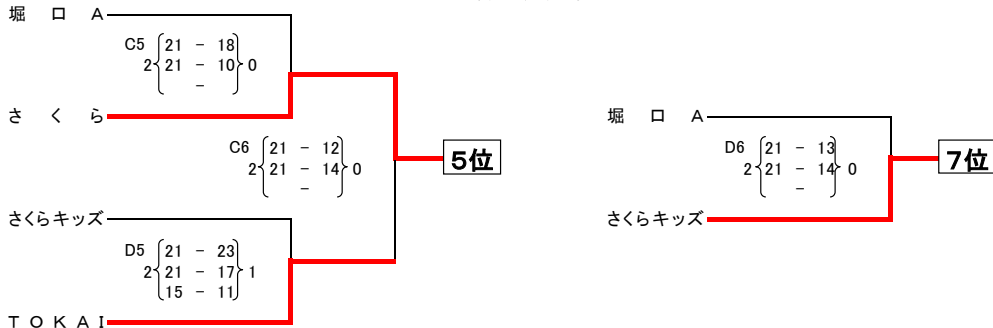 堀 口 A
C5 21 - 18
2 21 - 10 0
-
さ く ら
C6 21 - 12
2 21 - 14 0
-
5位
さくらキッズ
D5 21 - 23
2 21 - 17 1
15 - 11
T O K A I
堀 口 A
D6 21 - 13
2 21 - 14 0
-
7位
さくらキッズ